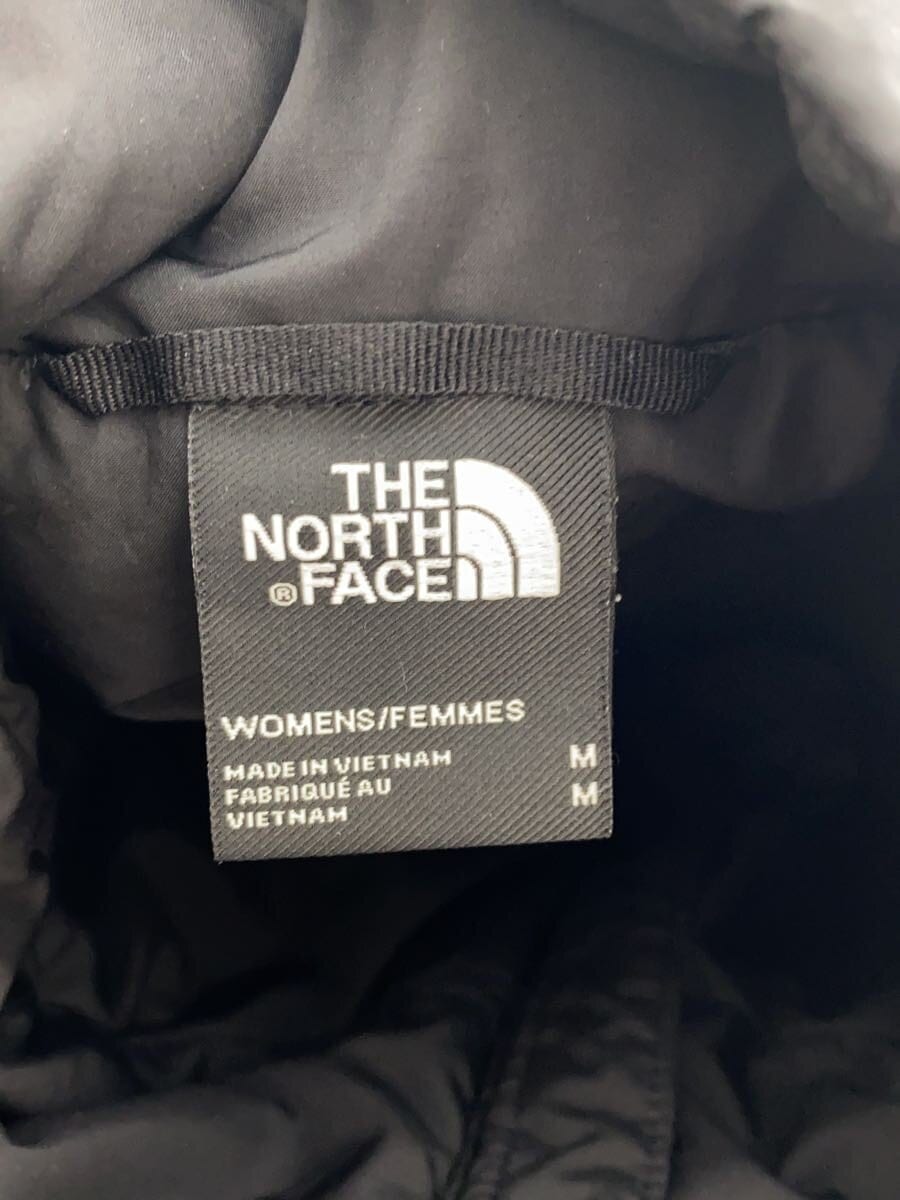 THE
NORTH
®FACE
WOMENS/FEMMES
MADE IN VIETNAM M
FABRIQUÉ AU M
VIETNAM